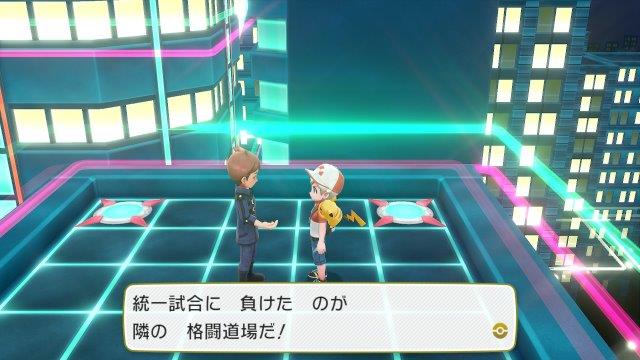 統一試合に　負けた　のが
隣の　格闘道場だ！